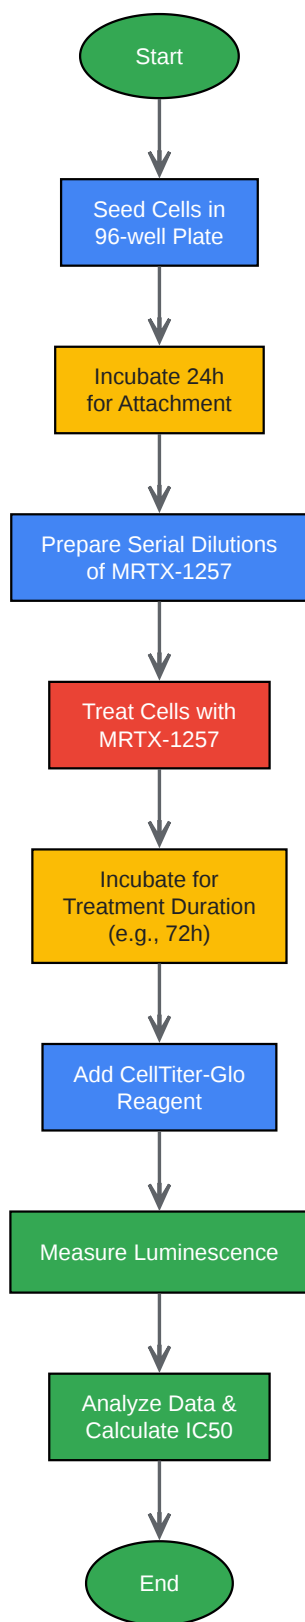 Start
Seed Cells in
96-well Plate
Incubate 24h
for Attachment
Prepare Serial Dilutions
of MRTX-1257
Treat Cells with
MRTX-1257
Incubate for
Treatment Duration
(e.g., 72h)
Add CellTiter-Glo
Reagent
Measure Luminescence
Analyze Data &
Calculate IC50
End